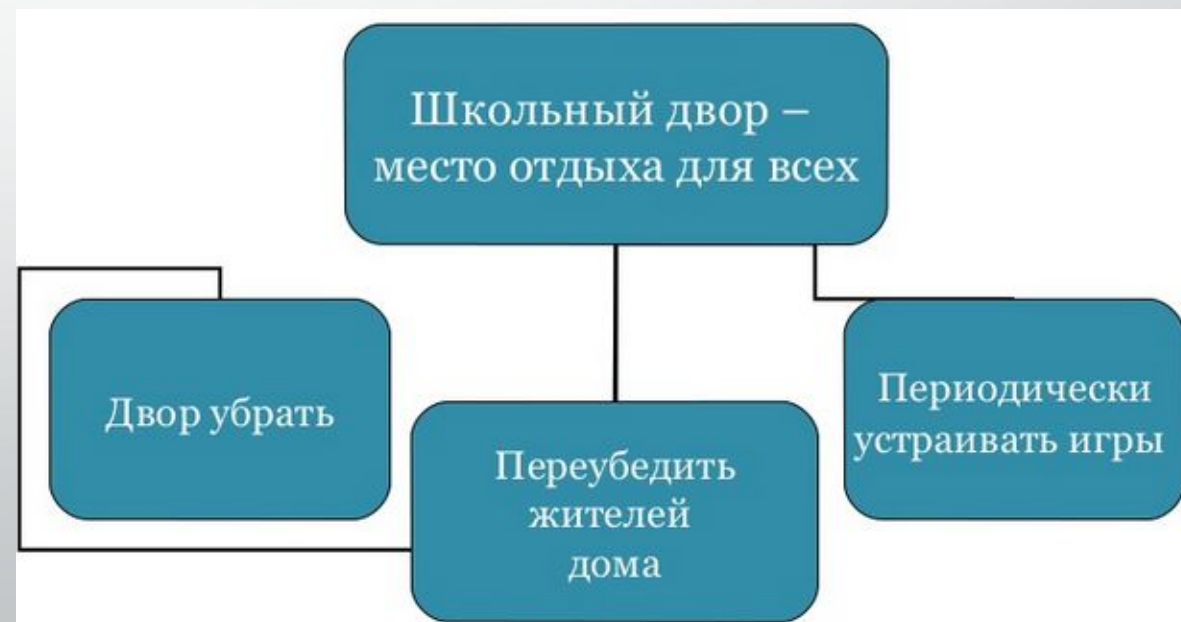 Школьный двор –
место отдыха для всех
Двор убрать
Переубедить
жителей
дома
Периодически
устраивать игры